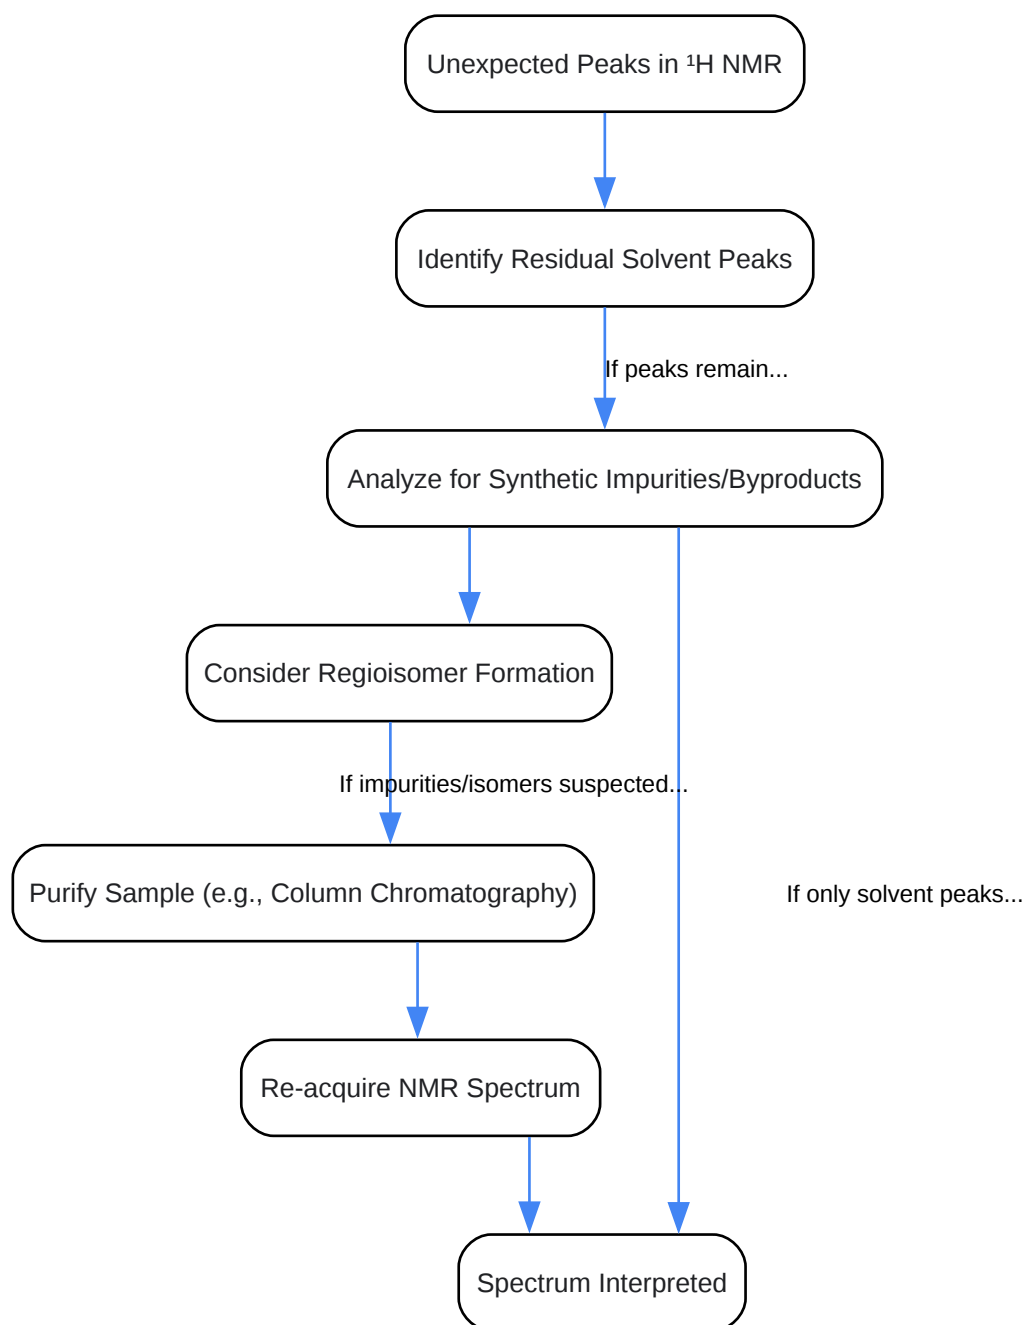 Unexpected Peaks in ¹H NMR
Identify Residual Solvent Peaks
If peaks remain...
Analyze for Synthetic Impurities/Byproducts
Consider Regioisomer Formation
If impurities/isomers suspected...
Purify Sample (e.g., Column Chromatography)
If only solvent peaks...
Re-acquire NMR Spectrum
Spectrum Interpreted